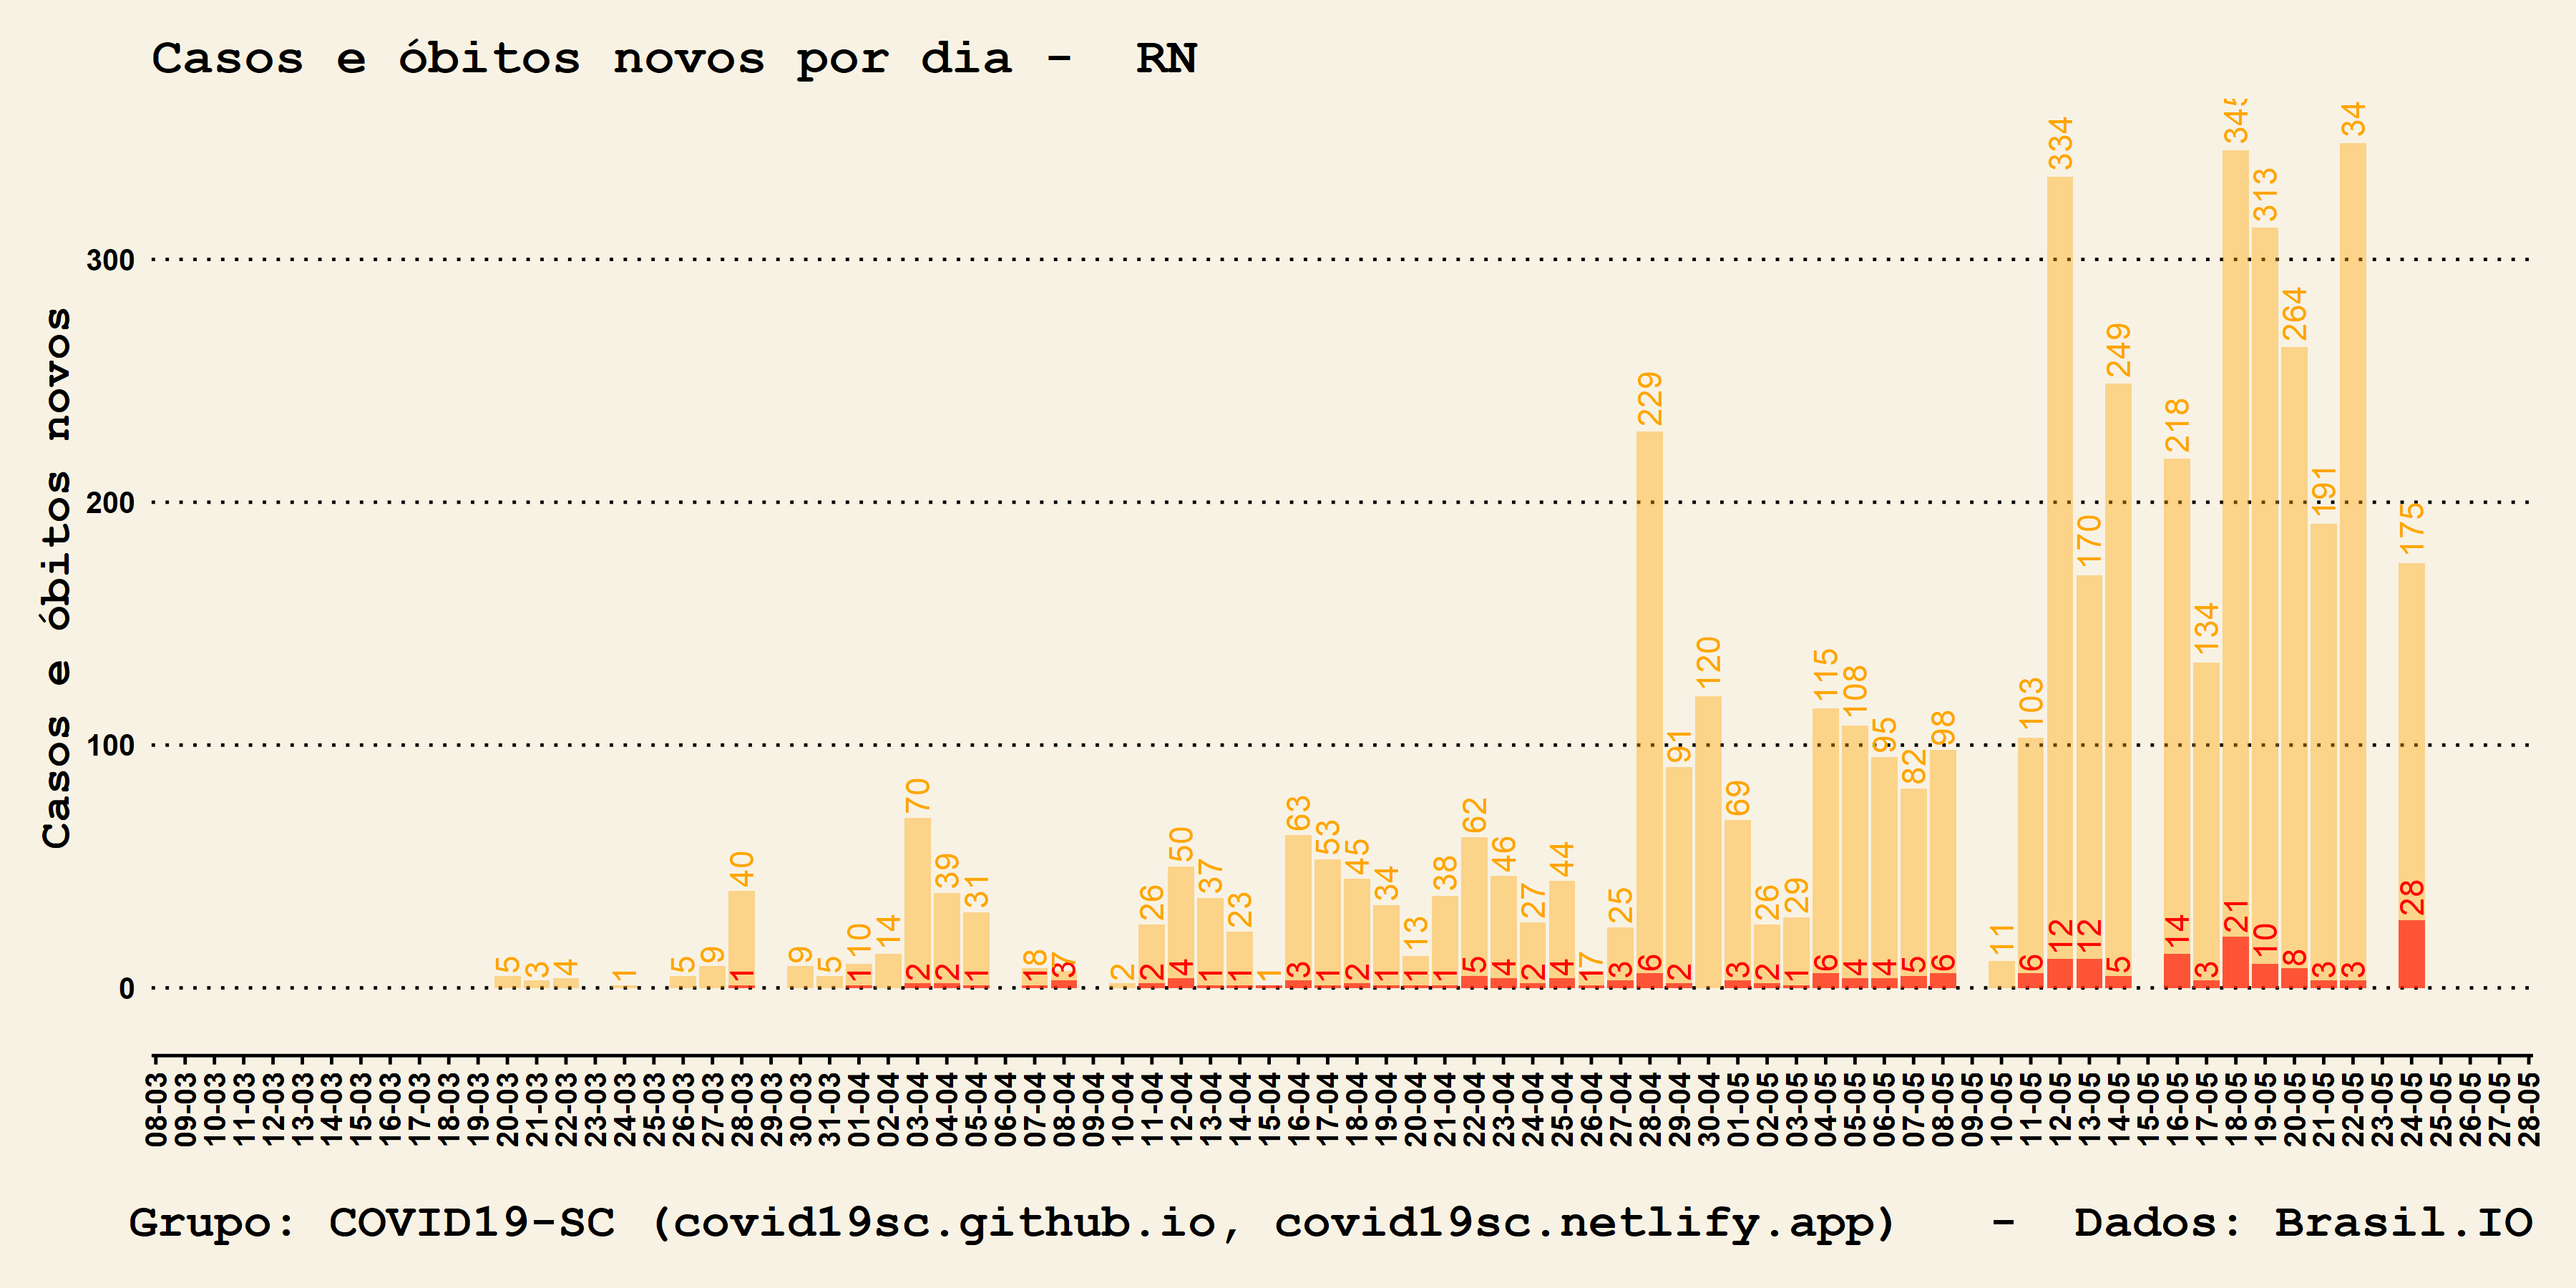 Casos e óbitos novos por dia - RN
Casos e óbitos novos
300
200
100
0
5 3 4 1 5 9 40 9 5 10 14 70 39 31 8 7 2 26 50 37 23 1 63 53 45 34 13 38 62 46 27 44 7 25 229 91 120 69 26 29 115 108 95 82 98 11 103 334 170 249 218 134 345 313 264 191 34 175
1 1 2 2 1 1 3 2 4 1 1 3 1 2 1 1 1 5 4 2 4 1 3 6 2 3 2 1 6 4 4 5 6 6 12 12 5 14 3 21 10 8 3 3 28
08-03 09-03 10-03 11-03 12-03 13-03 14-03 15-03 16-03 17-03 18-03 19-03 20-03 21-03 22-03 23-03 24-03 25-03 26-03 27-03 28-03 29-03 30-03 31-03 01-04 02-04 03-04 04-04 05-04 06-04 07-04 08-04 09-04 10-04 11-04 12-04 13-04 14-04 15-04 16-04 17-04 18-04 19-04 20-04 21-04 22-04 23-04 24-04 25-04 26-04 27-04 28-04 29-04 30-04 01-05 02-05 03-05 04-05 05-05 06-05 07-05 08-05 09-05 10-05 11-05 12-05 13-05 14-05 15-05 16-05 17-05 18-05 19-05 20-05 21-05 22-05 23-05 24-05 25-05 26-05 27-05 28-05
Grupo: COVID19-SC (covid19sc.github.io, covid19sc.netlify.app) - Dados: Brasil.IO